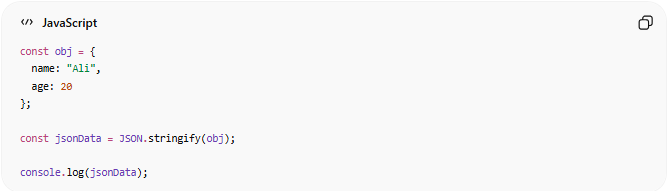 JavaScript
const obj = {
  name: "Ali",
  age: 20
};
const jsonData = JSON.stringify(obj);
console.log(jsonData);